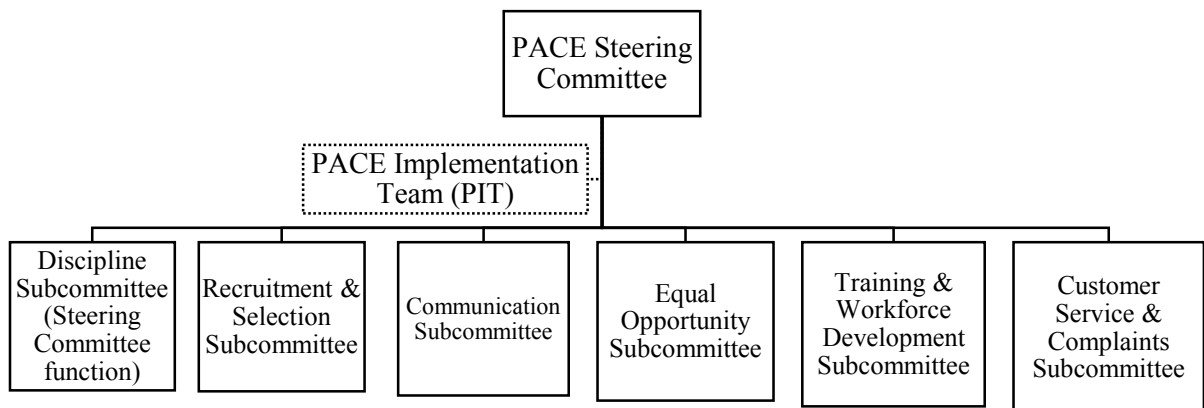 PACE Steering
Committee
PACE Implementation
Team (PIT)
Discipline
Subcommittee
(Steering
Committee
function)
Recruitment &
Selection
Subcommittee
Communication
Subcommittee
Equal
Opportunity
Subcommittee
Training &
Workforce
Development
Subcommittee
Customer
Service &
Complaints
Subcommittee